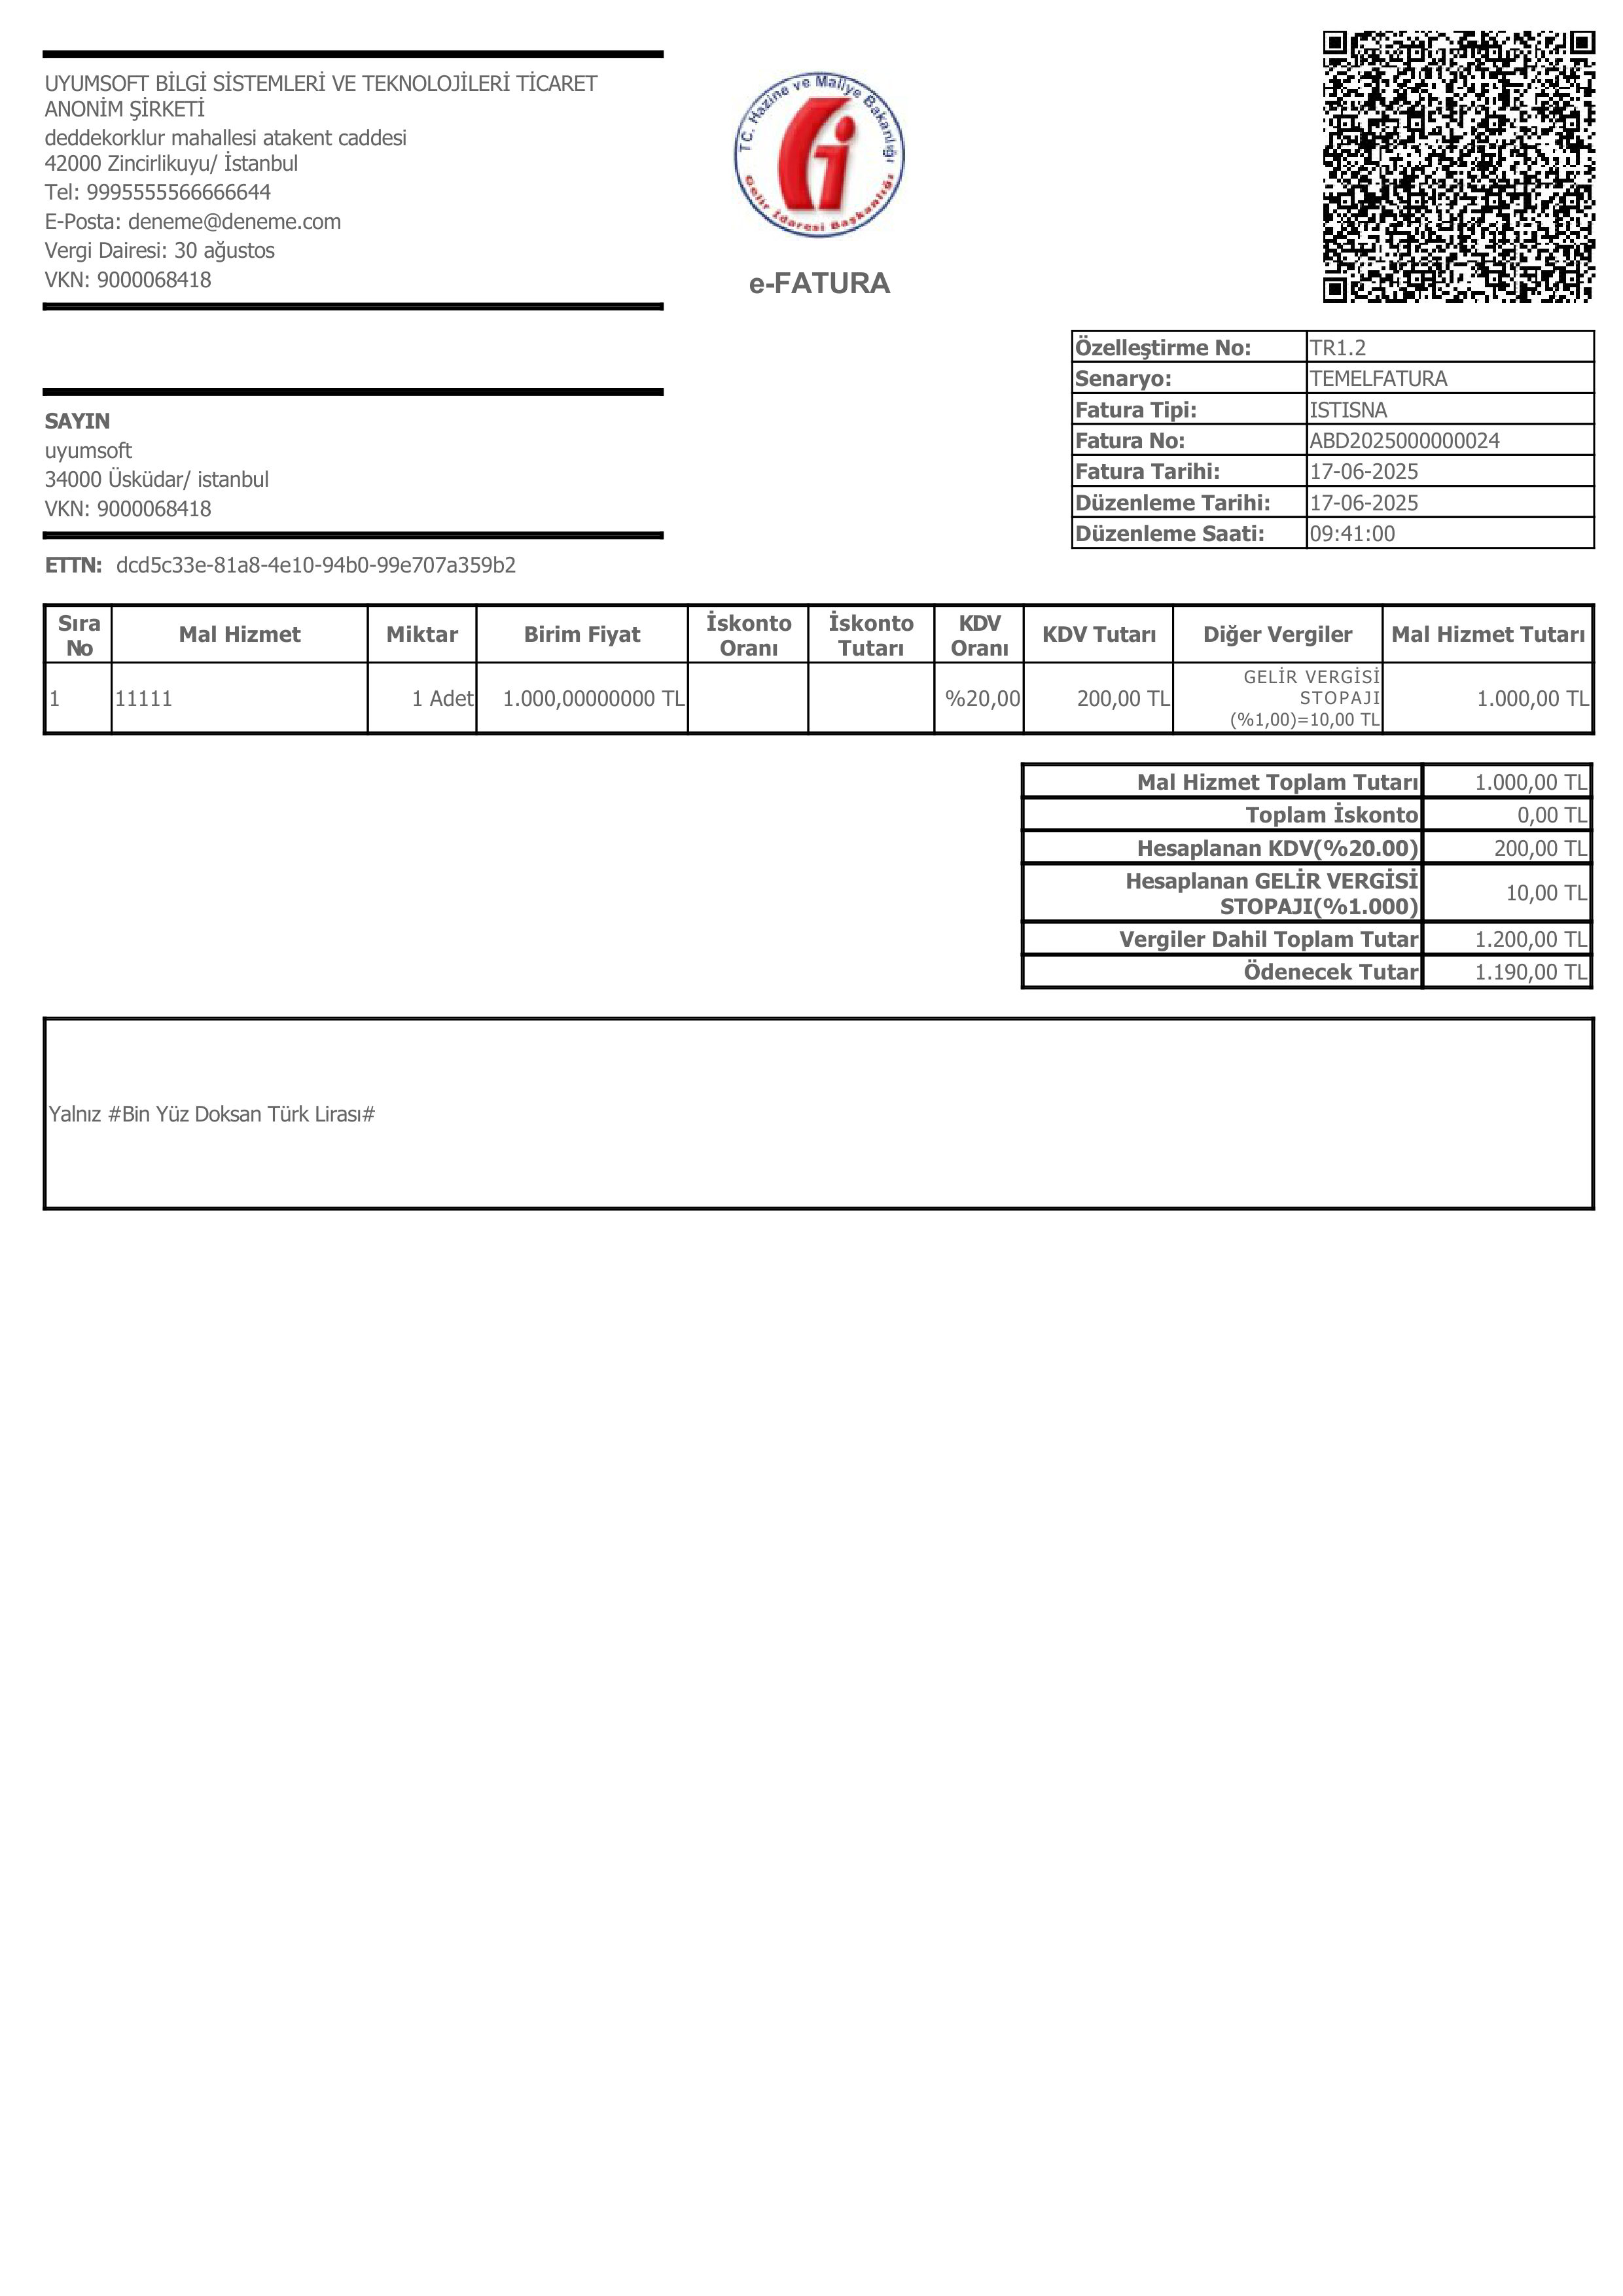 UYUMSOFT BİLGİ SİSTEMLERİ VE TEKNOLOJİLERİ TİCARET
ANONİM ŞİRKETİ
deddekorklur mahallesi atakent caddesi
42000 Zincirlikuyu/ İstanbul
Tel: 9995555566666644
E-Posta: deneme@deneme.com
Vergi Dairesi: 30 ağustos
VKN: 9000068418
T.C. Hazine ve Maliye Bakanlığı
Gelir İdaresi Başkanlığı
e-FATURA
Özelleştirme No: TR1.2
Senaryo: TEMELFATURA
Fatura Tipi: ISTISNA
Fatura No: ABD2025000000024
Fatura Tarihi: 17-06-2025
Düzenleme Tarihi: 17-06-2025
Düzenleme Saati: 09:41:00
SAYIN
uyumsoft
34000 Üsküdar/ istanbul
VKN: 9000068418
ETTN: dcd5c33e-81a8-4e10-94b0-99e707a359b2
Sıra No Mal Hizmet Miktar Birim Fiyat İskonto Oranı İskonto Tutarı KDV Oranı KDV Tutarı Diğer Vergiler Mal Hizmet Tutarı
1 11111 1 Adet 1.000,00000000 TL %20,00 200,00 TL GELİR VERGİSİ STOPAJI (%1,00)=10,00 TL 1.000,00 TL
Mal Hizmet Toplam Tutarı 1.000,00 TL
Toplam İskonto 0,00 TL
Hesaplanan KDV(%20.00) 200,00 TL
Hesaplanan GELİR VERGİSİ
STOPAJI(%1.000) 10,00 TL
Vergiler Dahil Toplam Tutar 1.200,00 TL
Ödenecek Tutar 1.190,00 TL
Yalnız #Bin Yüz Doksan Türk Lirası#